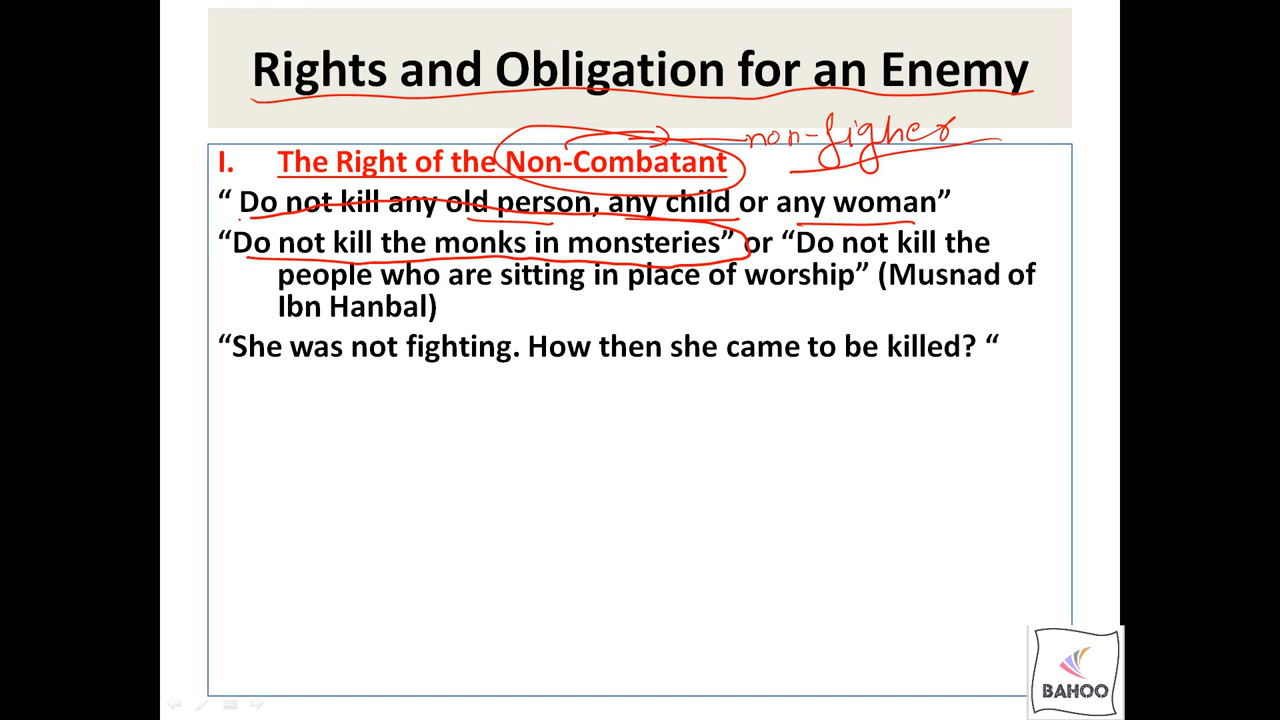 Rights and Obligation for an Enemy
non-figher
I. The Right of the Non-Combatant
“ Do not kill any old person, any child or any woman”
“Do not kill the monks in monsteries” or “Do not kill the
people who are sitting in place of worship” (Musnad of
Ibn Hanbal)
“She was not fighting. How then she came to be killed? “
BAHOO